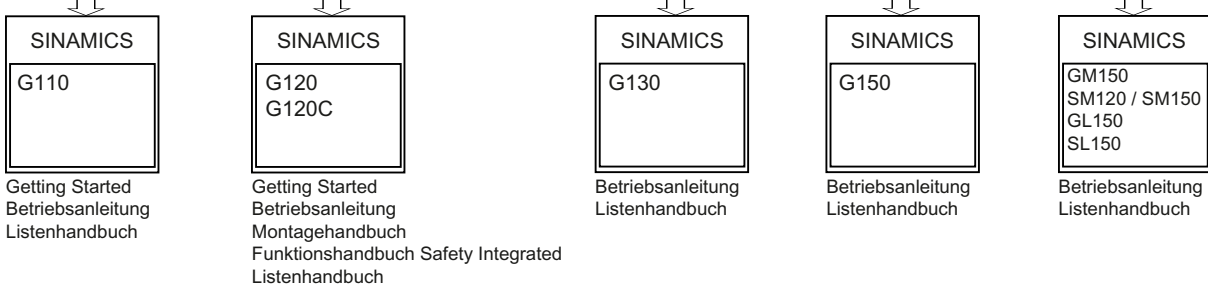 SINAMICS
G110
Getting Started
Betriebsanleitung
Listenhandbuch
SINAMICS
G120
G120C
Getting Started
Betriebsanleitung
Montagehandbuch
Funktionshandbuch Safety Integrated
Listenhandbuch
SINAMICS
G130
Betriebsanleitung
Listenhandbuch
SINAMICS
G150
Betriebsanleitung
Listenhandbuch
SINAMICS
GM150
SM120 / SM150
GL150
SL150
Betriebsanleitung
Listenhandbuch